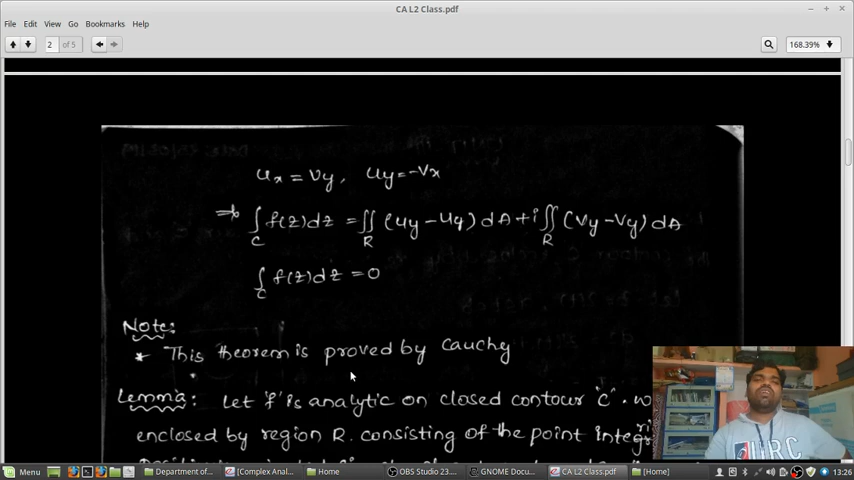 CA L2 Class.pdf
File Edit View Go Bookmarks Help
2 of 5 168.39%
ux = vy, uy = -vx
⇒ ∫C f(z)dz = ∬R (uy - uy) dA + i ∬R (vy - vy) dA
∫C f(z)dz = 0
Note:
* This theorem is proved by Cauchy
Lemma: Let 'f' is analytic on closed contour 'c'. w
enclosed by region R. consisting of the point integri
Menu Department of... [Complex Anal... Home OBS Studio 23.... GNOME Docu... CA L2 Class.pdf [Home] 13:26